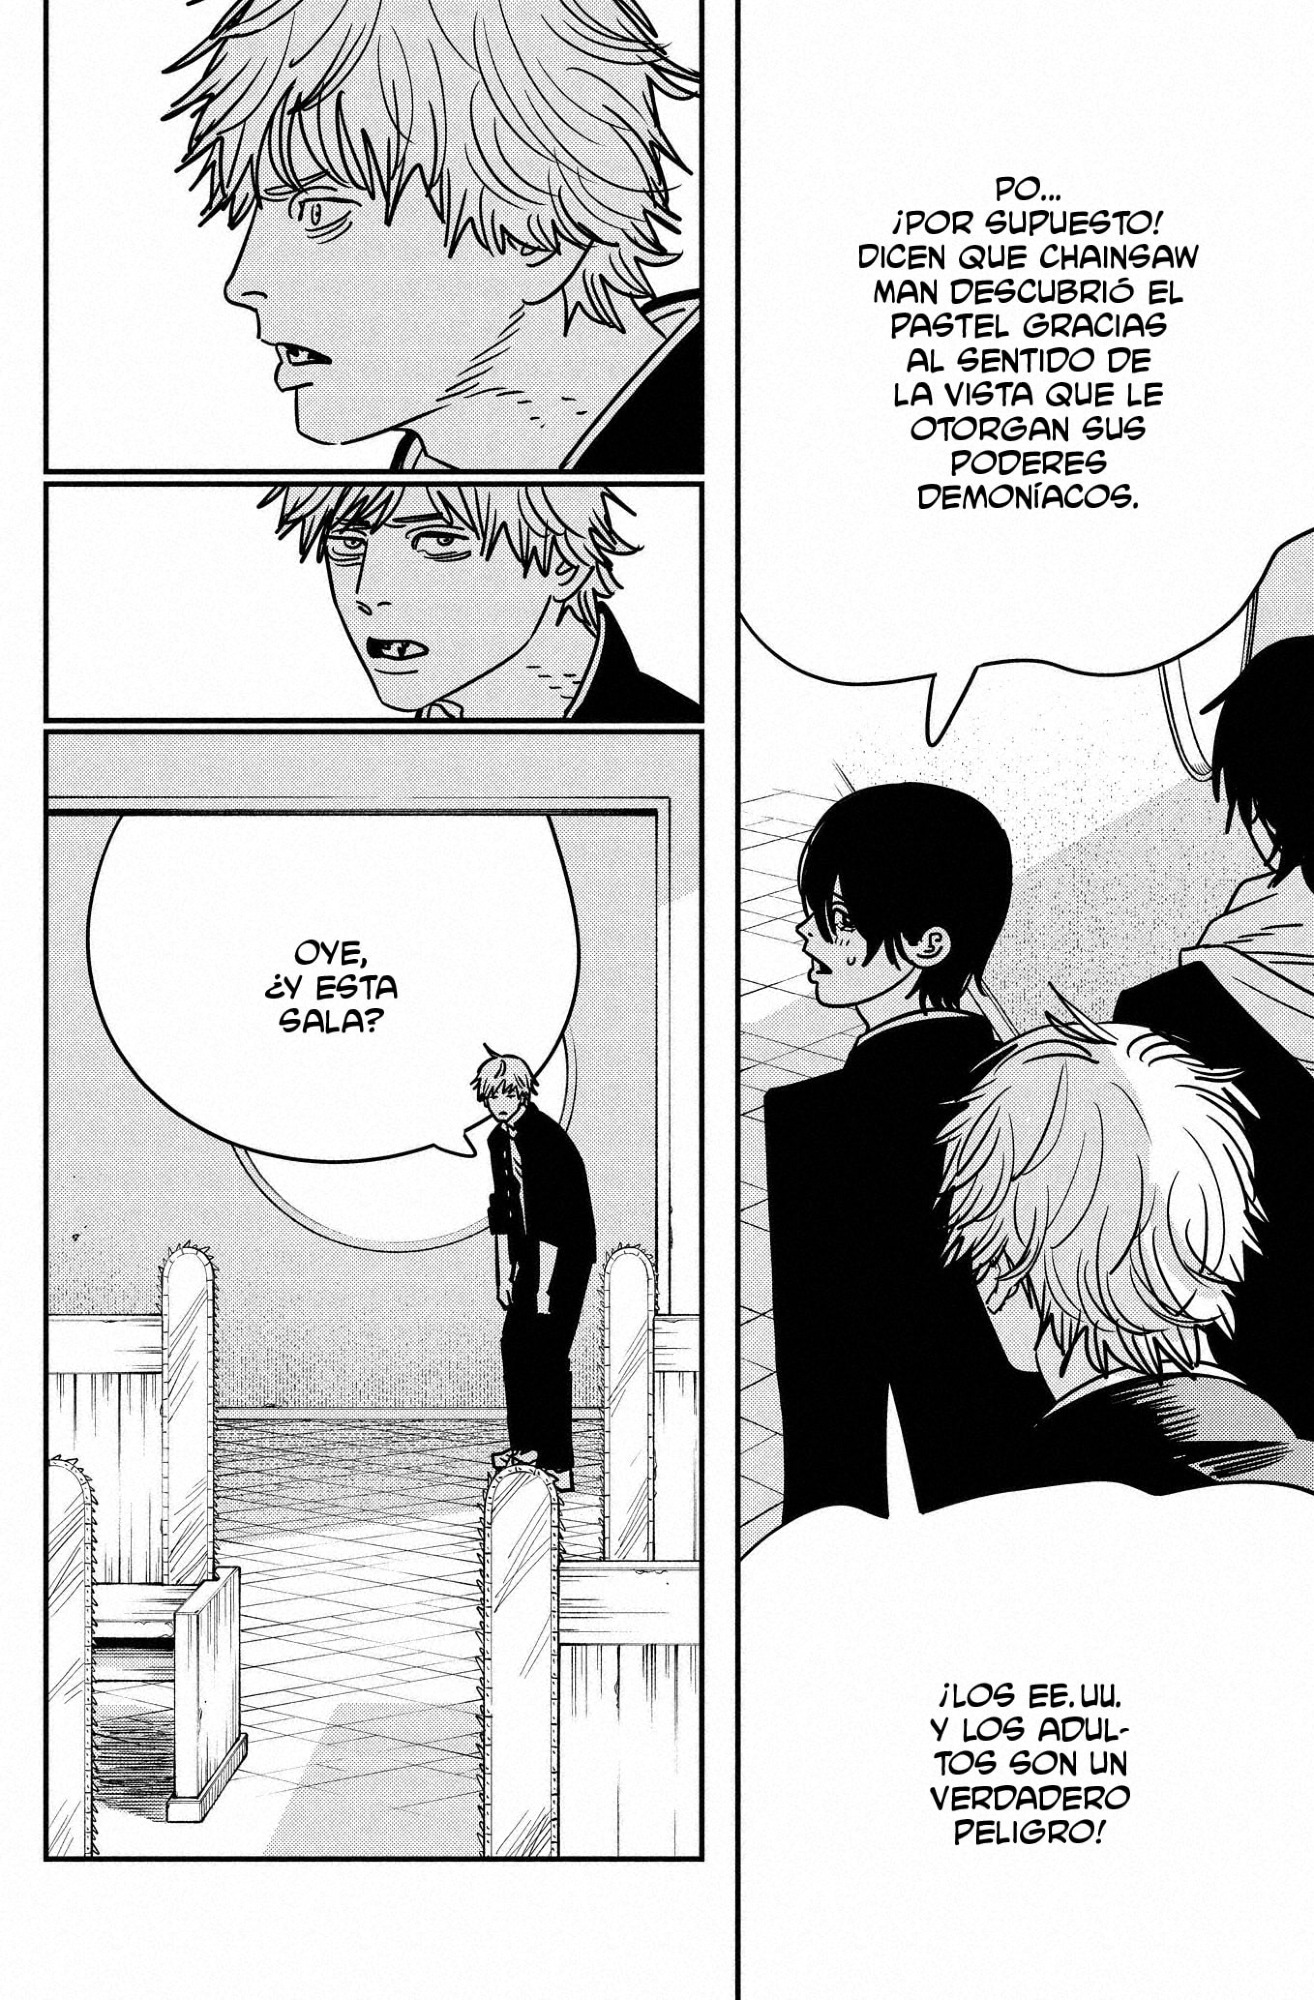 PO...
¡POR SUPUESTO!
DICEN QUE CHAINSAW
MAN DESCUBRIÓ EL
PASTEL GRACIAS
AL SENTIDO DE
LA VISTA QUE LE
OTORGAN SUS
PODERES
DEMONÍACOS.
¡LOS EE.UU.
Y LOS ADUL-
TOS SON UN
VERDADERO
PELIGRO!
OYE,
¿Y ESTA
SALA?